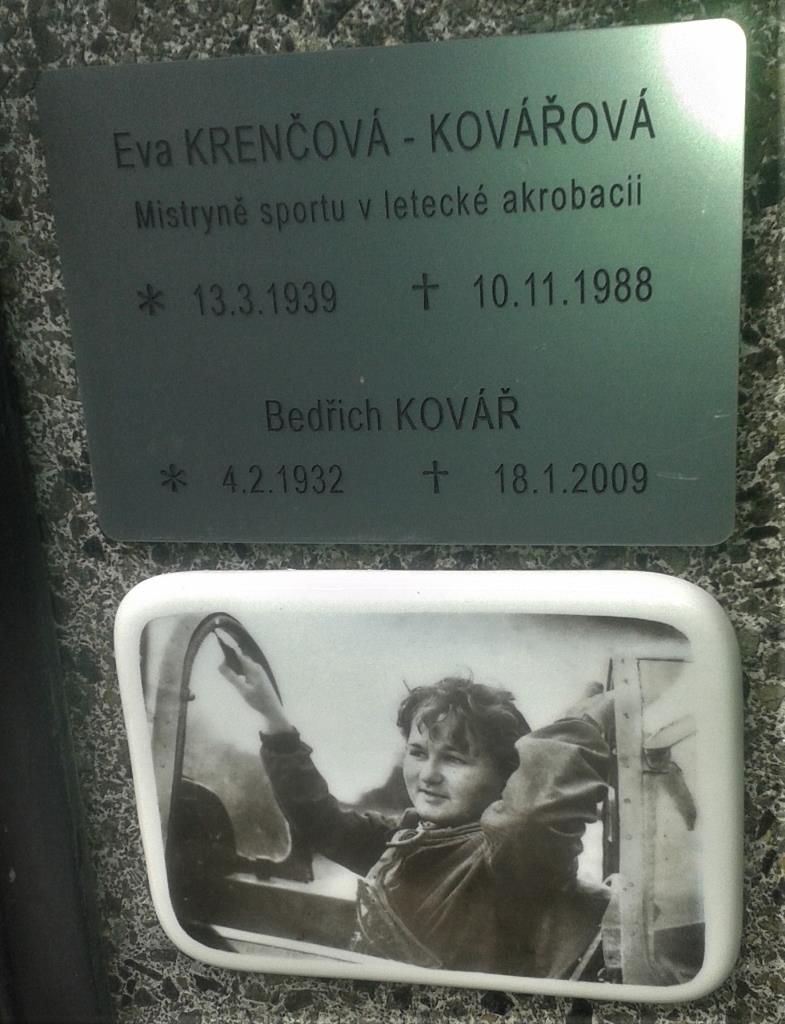 Eva KRENČOVÁ - KOVÁŘOVÁ
Mistryně sportu v letecké akrobacii
* 13.3.1939 † 10.11.1988
Bedřich KOVÁŘ
* 4.2.1932 † 18.1.2009